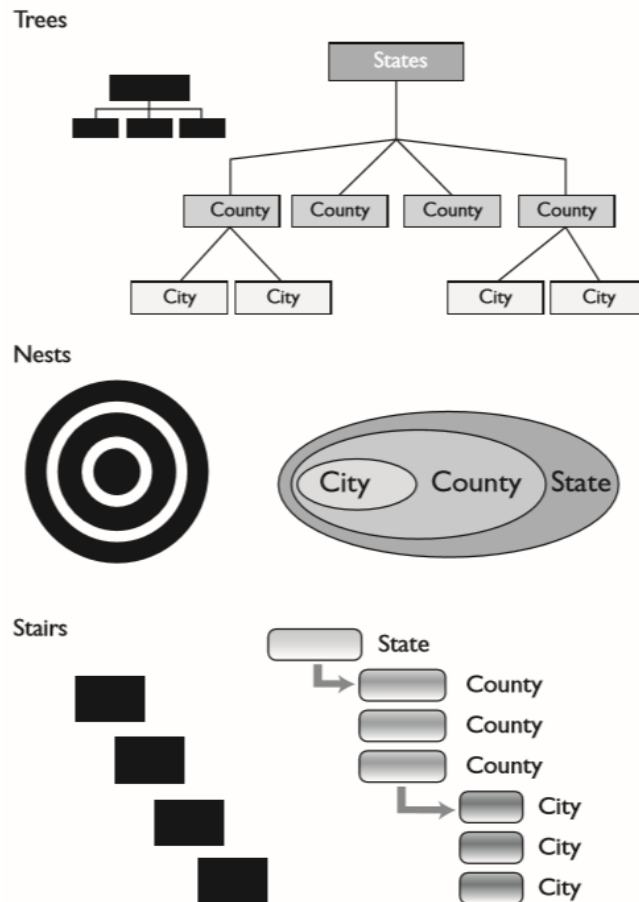 Trees
States
County County County County
City City City City
Nests
City County State
Stairs
State
County
County
County
City
City
City